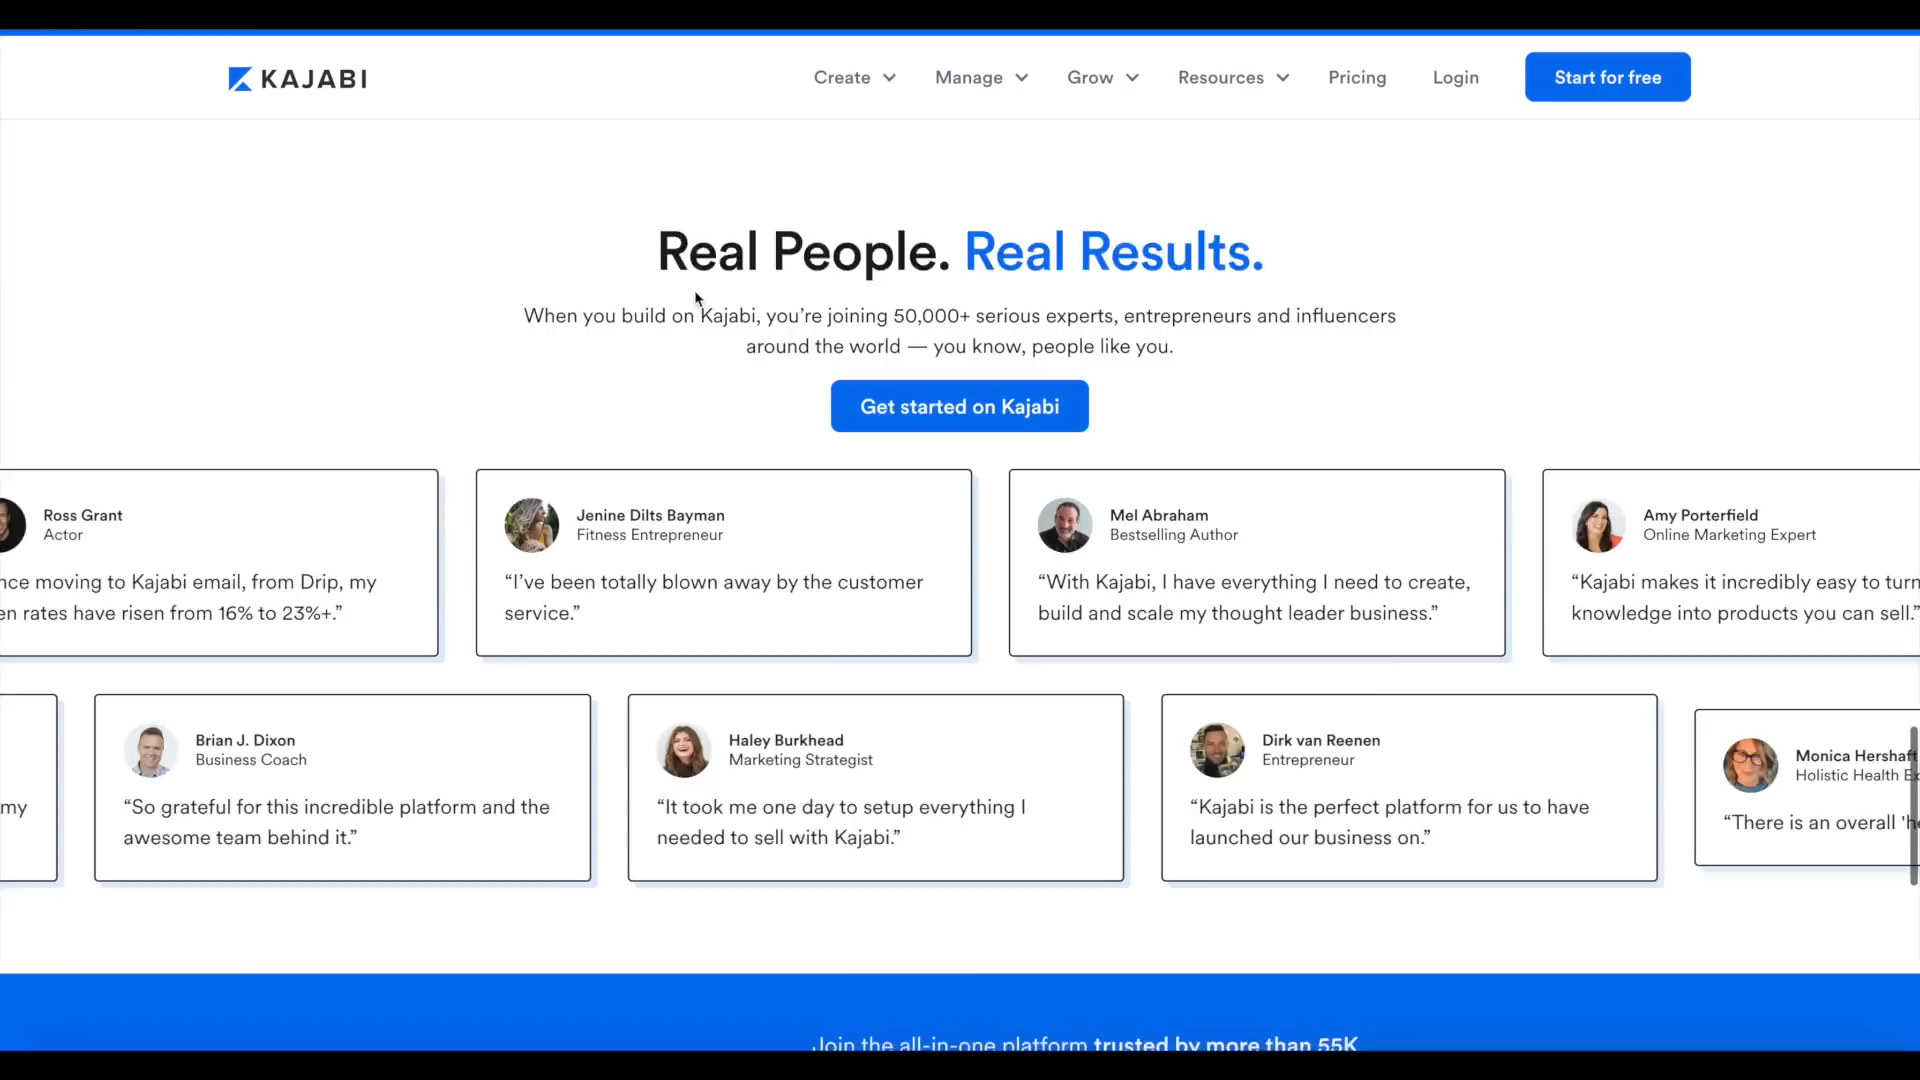 KAJABI
Create
Manage
Grow
Resources
Pricing
Login
Start for free
Real People. Real Results.
When you build on Kajabi, you’re joining 50,000+ serious experts, entrepreneurs and influencers
around the world — you know, people like you.
Get started on Kajabi
Ross Grant
Actor
moving to Kajabi email, from Drip, my
rates have risen from 16% to 23%+.”
Jenine Dilts Bayman
Fitness Entrepreneur
“I’ve been totally blown away by the customer
service.”
Mel Abraham
Bestselling Author
“With Kajabi, I have everything I need to create,
build and scale my thought leader business.”
Amy Porterfield
Online Marketing Expert
“Kajabi makes it incredibly easy to turn
knowledge into products you can sell.”
my
Brian J. Dixon
Business Coach
“So grateful for this incredible platform and the
awesome team behind it.”
Haley Burkhead
Marketing Strategist
“It took me one day to setup everything I
needed to sell with Kajabi.”
Dirk van Reenen
Entrepreneur
“Kajabi is the perfect platform for us to have
launched our business on.”
Monica Hershaft
Holistic Health
“There is an overall
Join the all-in-one platform trusted by more than 55K